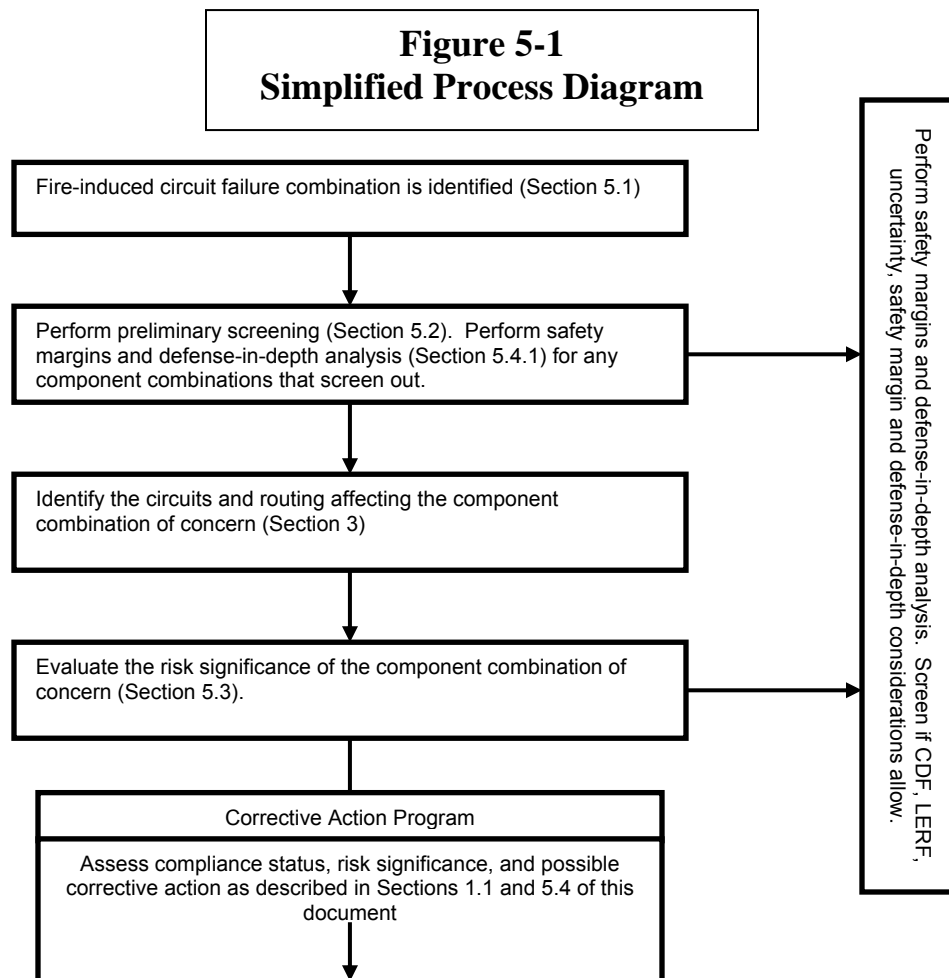 Figure 5-1
Simplified Process Diagram
Fire-induced circuit failure combination is identified (Section 5.1)
Perform preliminary screening (Section 5.2).  Perform safety
margins and defense-in-depth analysis (Section 5.4.1) for any
component combinations that screen out.
Identify the circuits and routing affecting the component
combination of concern (Section 3)
Evaluate the risk significance of the component combination of
concern (Section 5.3).
Corrective Action Program
Assess compliance status, risk significance, and possible
corrective action as described in Sections 1.1 and 5.4 of this
document
Perform safety margins and defense-in-depth analysis.  Screen if CDF, LERF,
uncertainty, safety margin and defense-in-depth considerations allow.